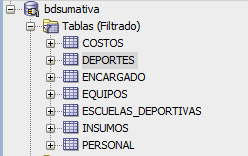 bdsumativa
Tablas (Filtrado)
COSTOS
DEPORTES
ENCARGADO
EQUIPOS
ESCUELAS_DEPORTIVAS
INSUMOS
PERSONAL